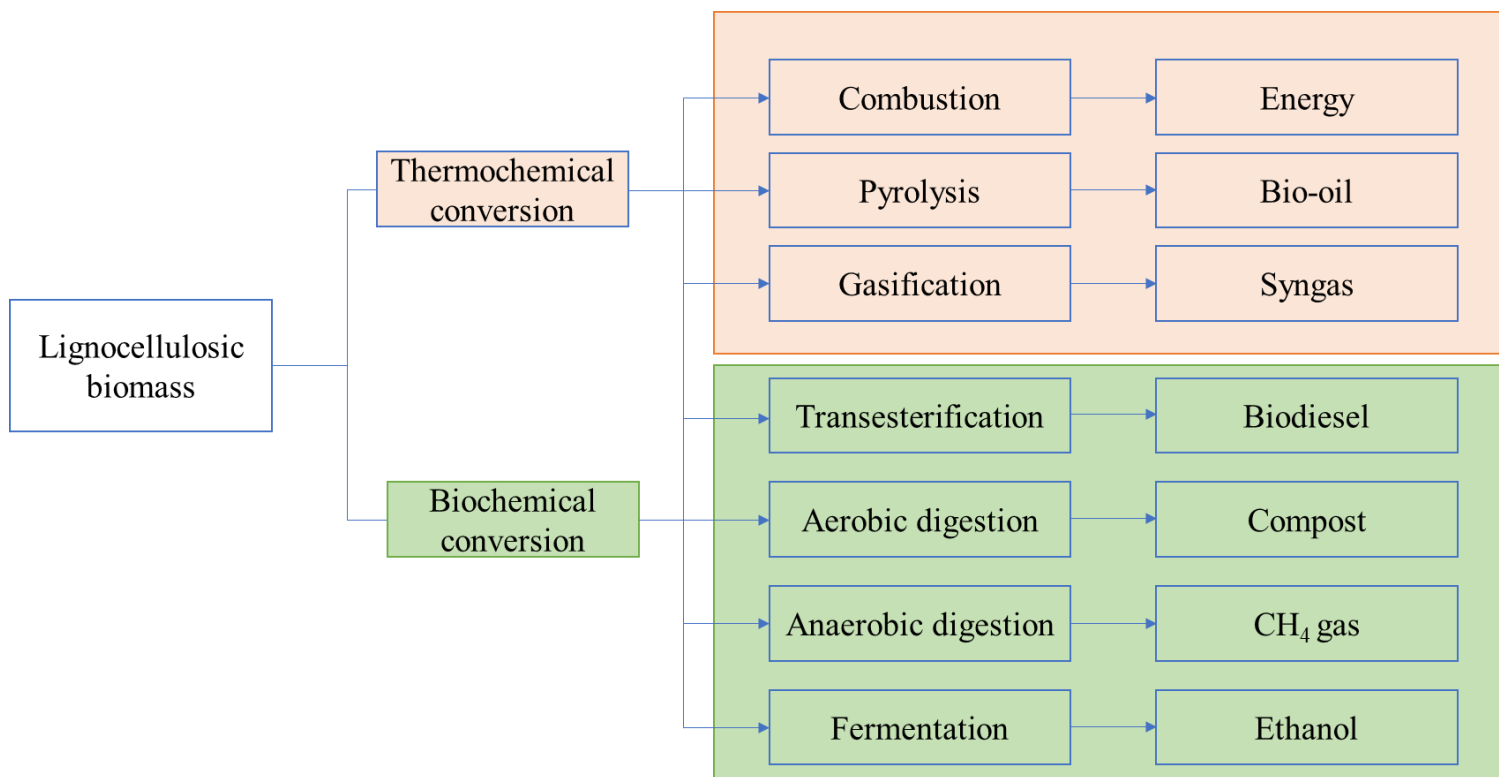 Lignocellulosic
biomass
Thermochemical
conversion
Biochemical
conversion
Combustion
Energy
Pyrolysis
Bio-oil
Gasification
Syngas
Transesterification
Biodiesel
Aerobic digestion
Compost
Anaerobic digestion
CH₄ gas
Fermentation
Ethanol